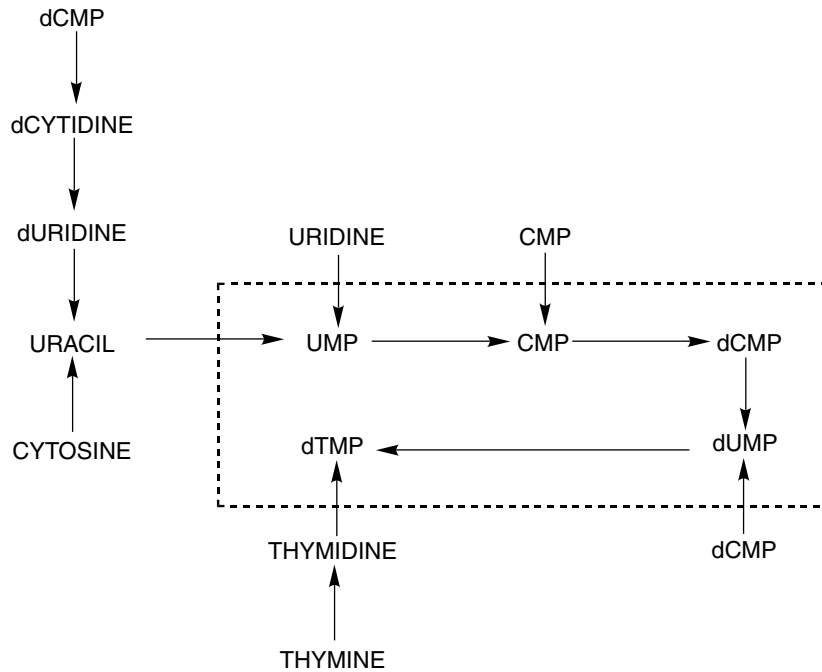 dCMP
dCYTIDINE
dURIDINE
URIDINE CMP
URACIL UMP CMP dCMP
CYTOSINE dTMP dUMP
THYMIDINE dCMP
THYMINE